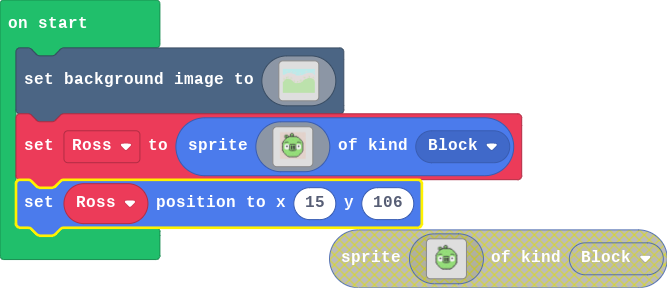 on start
set background image to
set Ross to sprite of kind Block
set Ross position to x 15 y 106
sprite of kind Block